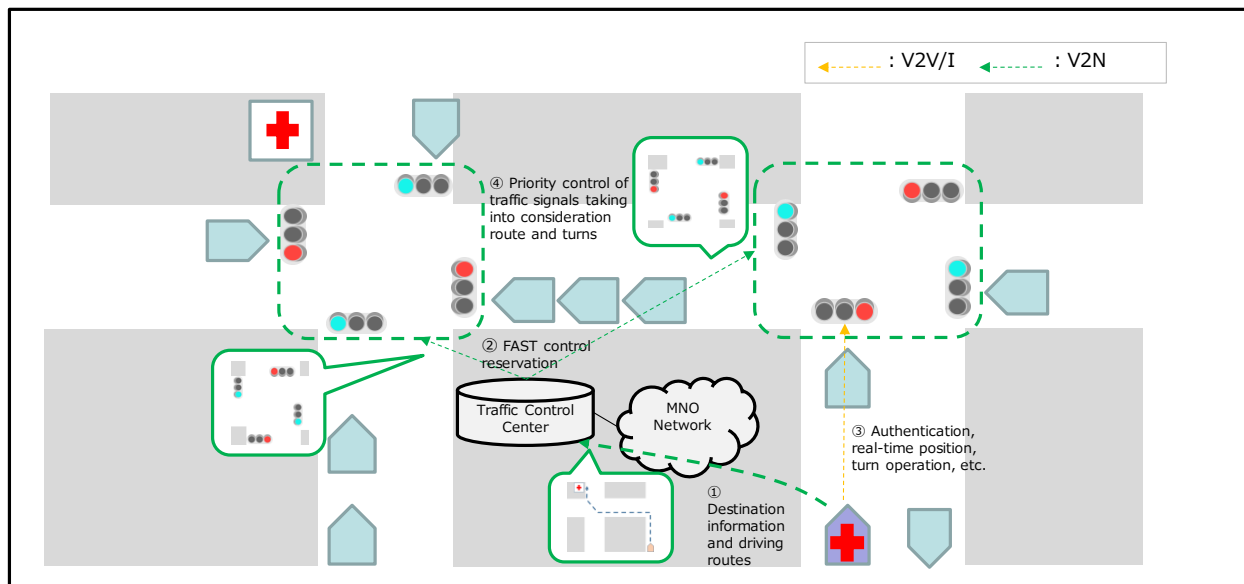 : V2V/I
: V2N
④ Priority control of
traffic signals taking
into consideration
route and turns
② FAST control
reservation
Traffic Control
Center
MNO
Network
③ Authentication,
real-time position,
turn operation, etc.
①
Destination
information
and driving
routes